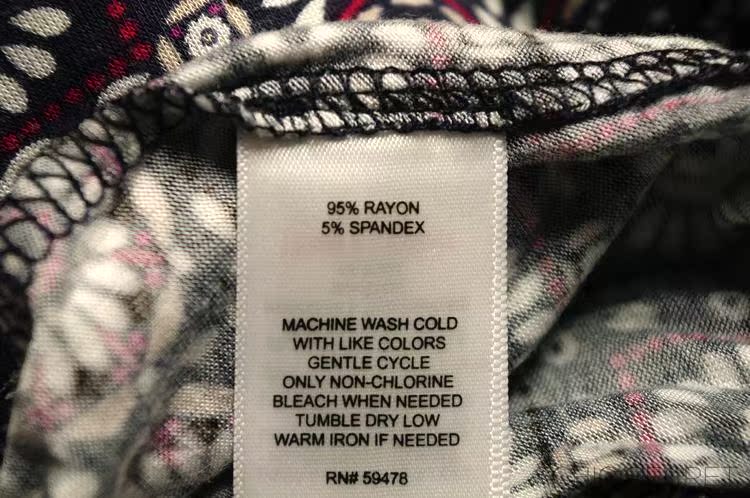 95% RAYON
5% SPANDEX
MACHINE WASH COLD
WITH LIKE COLORS
GENTLE CYCLE
ONLY NON-CHLORINE
BLEACH WHEN NEEDED
TUMBLE DRY LOW
WARM IRON IF NEEDED
RN# 59478